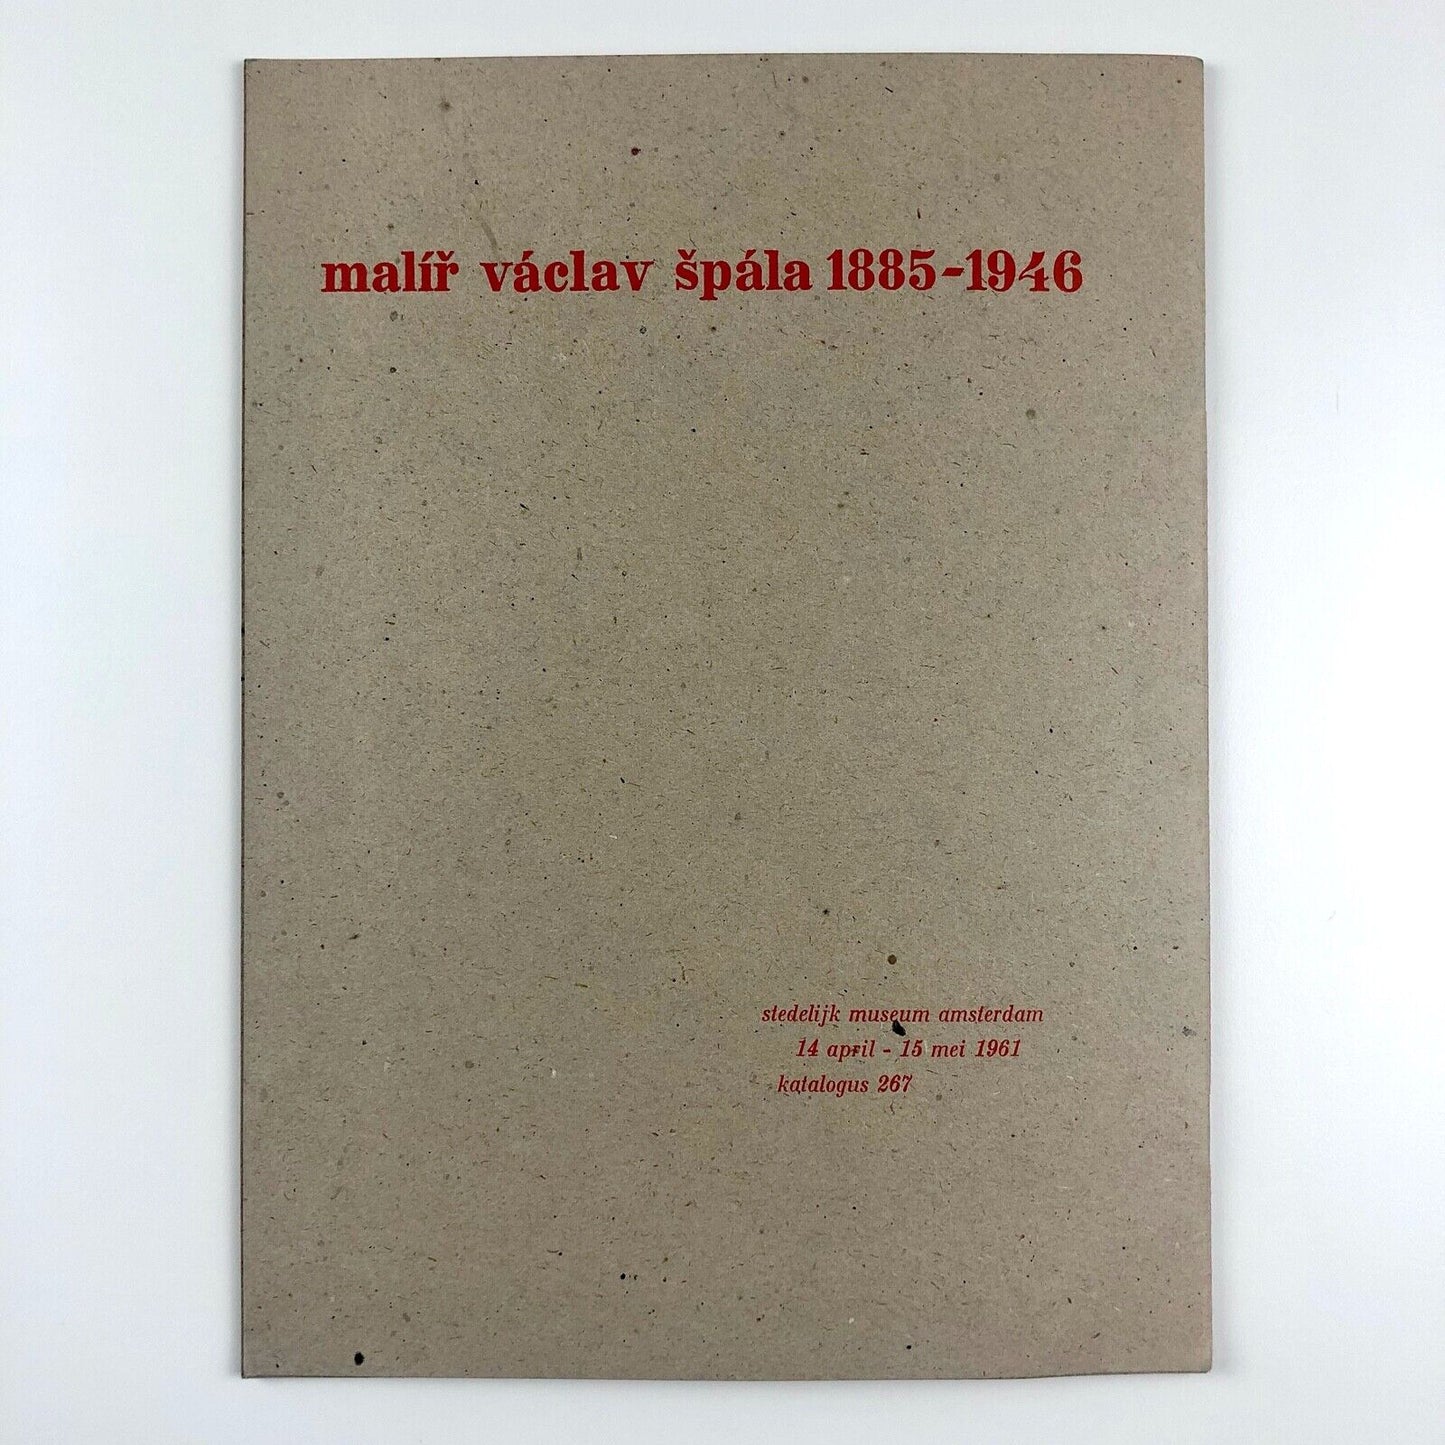 malíř václav špála 1885-1946
stedelijk museum amsterdam
14 april - 15 mei 1961
katalogus 267